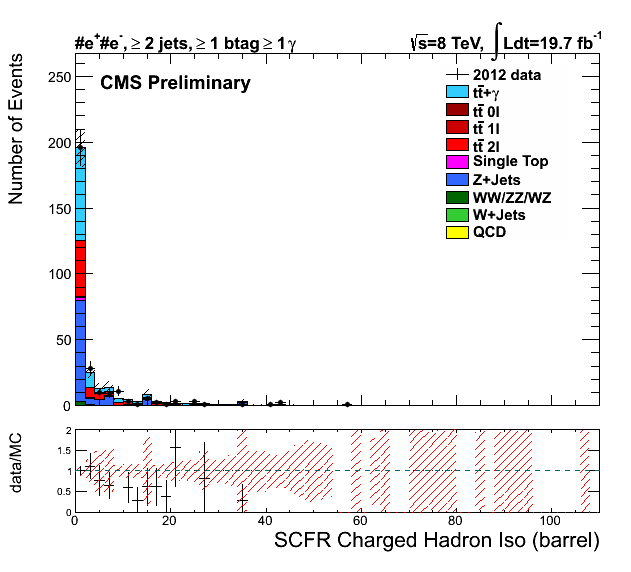 #e+#e-, ≥ 2 jets, ≥ 1 btag ≥ 1 γ
√s=8 TeV, ∫ Ldt=19.7 fb-1
CMS Preliminary
2012 data
tt̄+γ
tt̄ 0l
tt̄ 1l
tt̄ 2l
Single Top
Z+Jets
WW/ZZ/WZ
W+Jets
QCD
Number of Events
250
200
150
100
50
0
data/MC
2
1.5
1
0.5
0
0 20 40 60 80 100
SCFR Charged Hadron Iso (barrel)